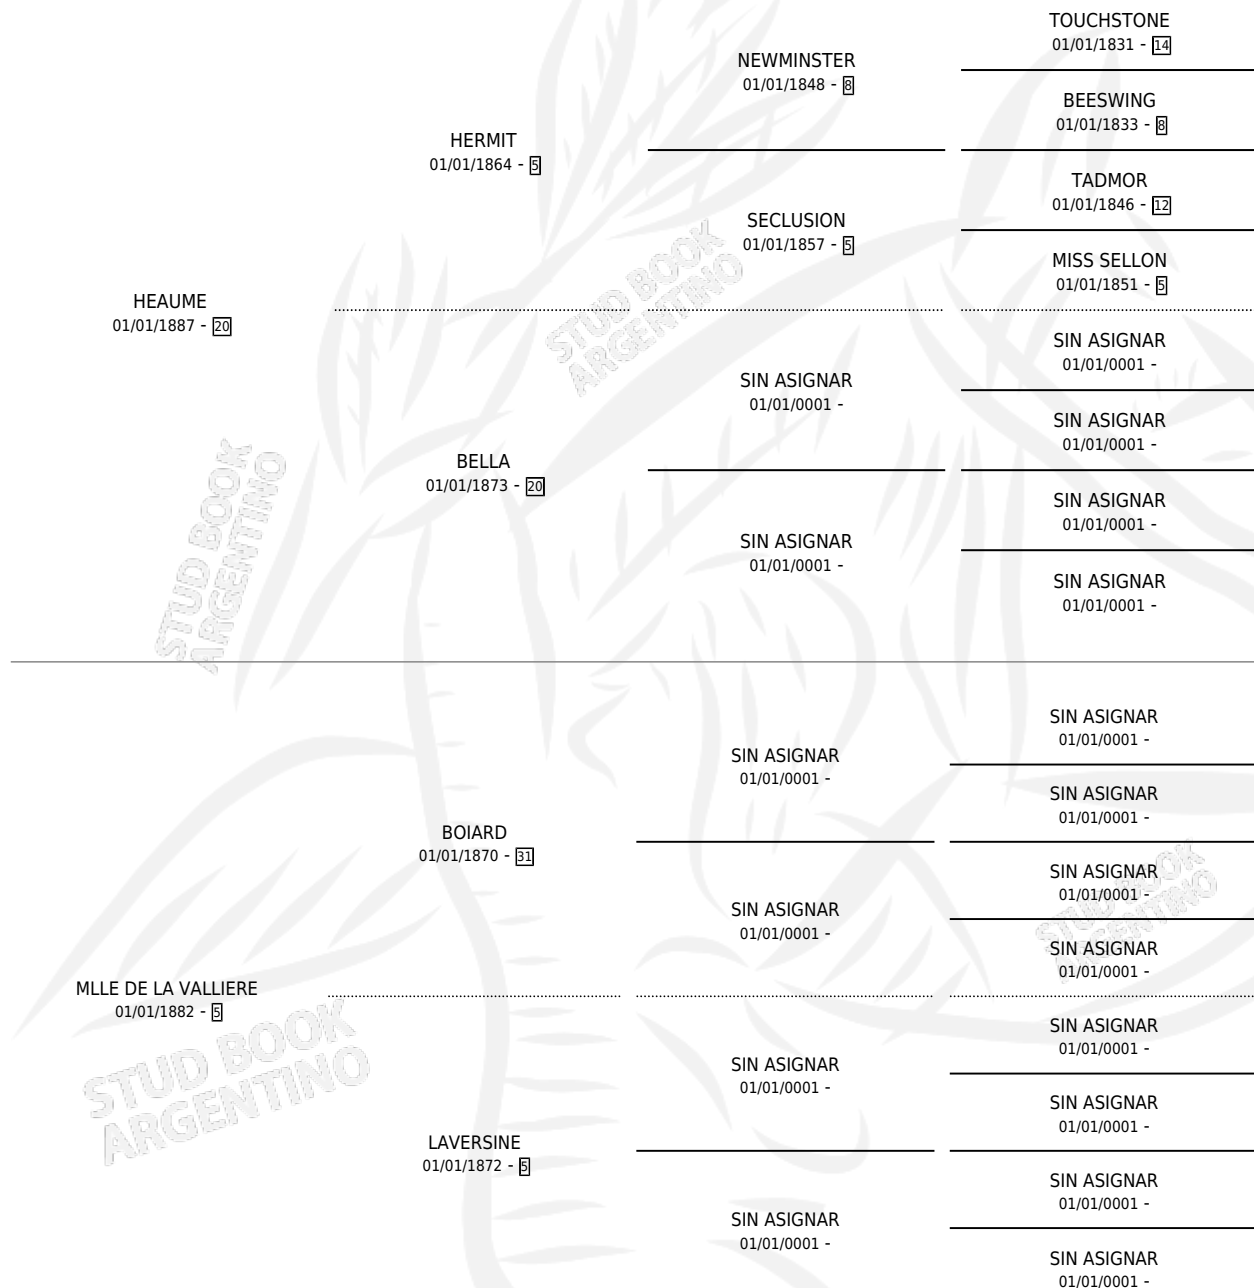 TOUCHSTONE
01/01/1831 - 14
NEWMINSTER
01/01/1848 - 8
BEESWING
01/01/1833 - 8
HERMIT
01/01/1864 - 5
TADMOR
01/01/1846 - 12
SECLUSION
01/01/1857 - 5
MISS SELLON
01/01/1851 - 5
HEAUME
01/01/1887 - 20
SIN ASIGNAR
01/01/0001 -
SIN ASIGNAR
01/01/0001 -
SIN ASIGNAR
01/01/0001 -
BELLA
01/01/1873 - 20
SIN ASIGNAR
01/01/0001 -
SIN ASIGNAR
01/01/0001 -
SIN ASIGNAR
01/01/0001 -
STUD BOOK
ARGENTINO
STUD BOOK
ARGENTINO
SIN ASIGNAR
01/01/0001 -
SIN ASIGNAR
01/01/0001 -
SIN ASIGNAR
01/01/0001 -
BOIARD
01/01/1870 - 31
SIN ASIGNAR
01/01/0001 -
SIN ASIGNAR
01/01/0001 -
SIN ASIGNAR
01/01/0001 -
MLLE DE LA VALLIERE
01/01/1882 - 5
SIN ASIGNAR
01/01/0001 -
SIN ASIGNAR
01/01/0001 -
SIN ASIGNAR
01/01/0001 -
LAVERSINE
01/01/1872 - 5
SIN ASIGNAR
01/01/0001 -
SIN ASIGNAR
01/01/0001 -
SIN ASIGNAR
01/01/0001 -
STUD BOOK
ARGENTINO
STUD BOOK
ARGENTINO